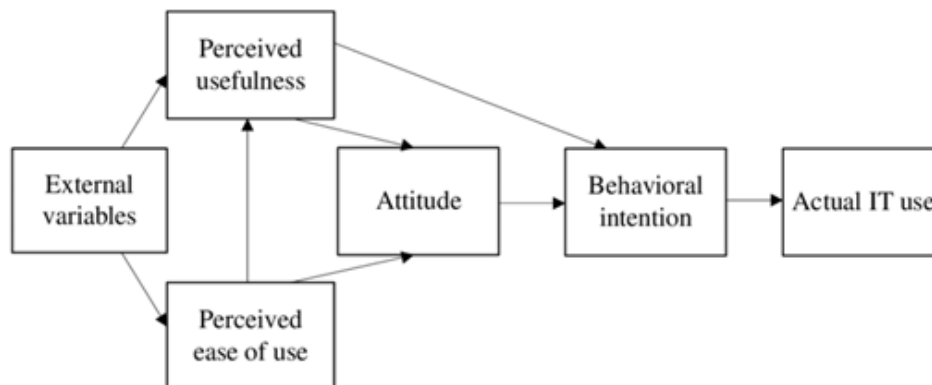 Perceived
usefulness
External
variables
Attitude
Behavioral
intention
Actual IT use
Perceived
ease of use